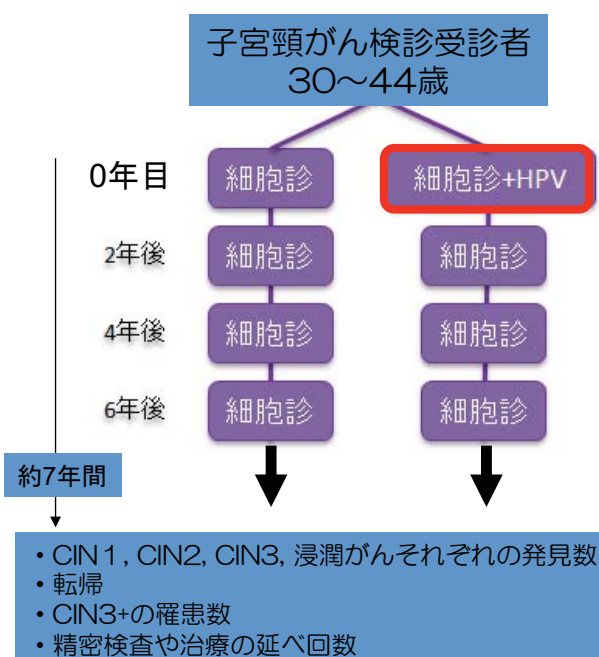 子宮頸がん検診受診者
30〜44歳
0年目
細胞診
細胞診+HPV
2年後
細胞診
細胞診
4年後
細胞診
細胞診
6年後
細胞診
細胞診
約7年間
・CIN１, CIN2, CIN3, 浸潤がんそれぞれの発見数
・転帰
・CIN3+の罹患数
・精密検査や治療の延べ回数